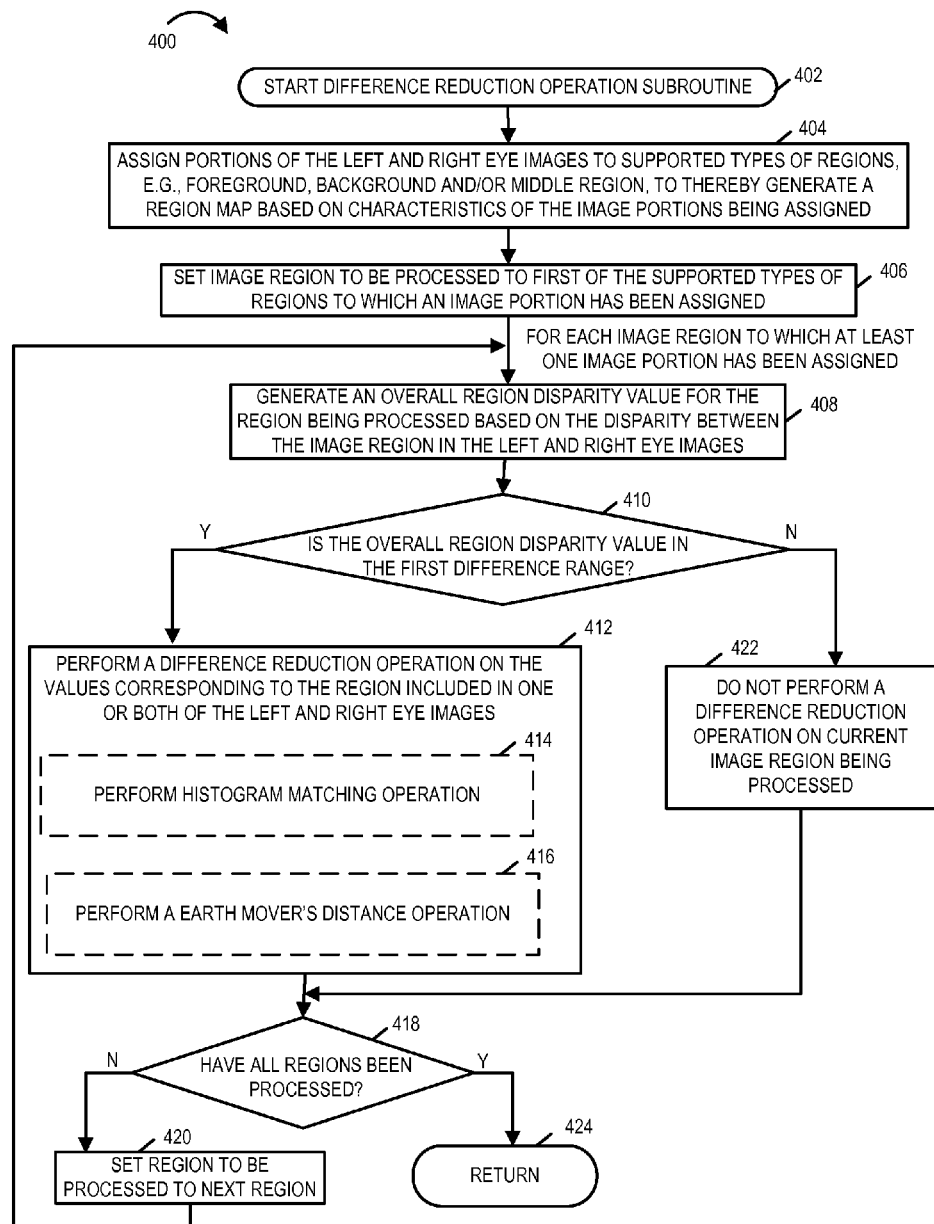 400
START DIFFERENCE REDUCTION OPERATION SUBROUTINE
402
404
ASSIGN PORTIONS OF THE LEFT AND RIGHT EYE IMAGES TO SUPPORTED TYPES OF REGIONS,
E.G., FOREGROUND, BACKGROUND AND/OR MIDDLE REGION, TO THEREBY GENERATE A
REGION MAP BASED ON CHARACTERISTICS OF THE IMAGE PORTIONS BEING ASSIGNED
SET IMAGE REGION TO BE PROCESSED TO FIRST OF THE SUPPORTED TYPES OF
REGIONS TO WHICH AN IMAGE PORTION HAS BEEN ASSIGNED
406
FOR EACH IMAGE REGION TO WHICH AT LEAST
ONE IMAGE PORTION HAS BEEN ASSIGNED
GENERATE AN OVERALL REGION DISPARITY VALUE FOR THE
REGION BEING PROCESSED BASED ON THE DISPARITY BETWEEN
THE IMAGE REGION IN THE LEFT AND RIGHT EYE IMAGES
408
410
Y
N
IS THE OVERALL REGION DISPARITY VALUE IN
THE FIRST DIFFERENCE RANGE?
412
PERFORM A DIFFERENCE REDUCTION OPERATION ON THE
VALUES CORRESPONDING TO THE REGION INCLUDED IN ONE
OR BOTH OF THE LEFT AND RIGHT EYE IMAGES
414
PERFORM HISTOGRAM MATCHING OPERATION
416
PERFORM A EARTH MOVER'S DISTANCE OPERATION
422
DO NOT PERFORM A
DIFFERENCE REDUCTION
OPERATION ON CURRENT
IMAGE REGION BEING
PROCESSED
418
N
Y
HAVE ALL REGIONS BEEN
PROCESSED?
420
SET REGION TO BE
PROCESSED TO NEXT REGION
424
RETURN